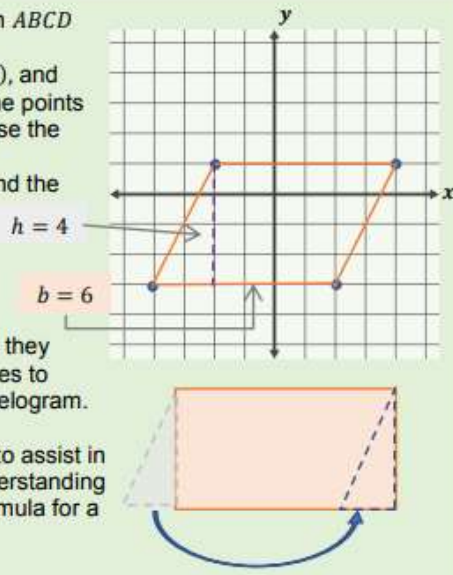 ABCD
y
), and
points
se the
nd the
x
h = 4
b = 6
they
es to
elogram.
to assist in
erstanding
mula for a